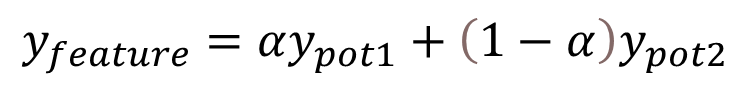 y_feature = αy_pot1 + (1 − α)y_pot2